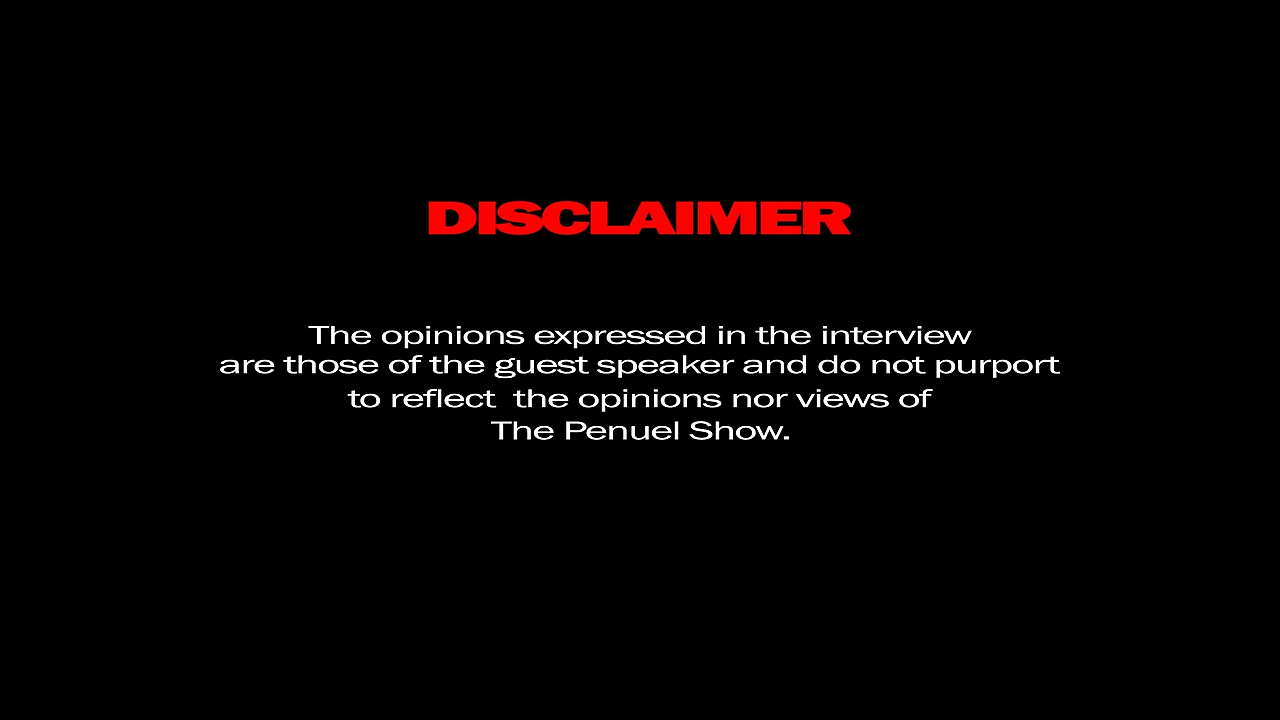 DISCLAIMER
The opinions expressed in the interview
are those of the guest speaker and do not purport
to reflect  the opinions nor views of
The Penuel Show.